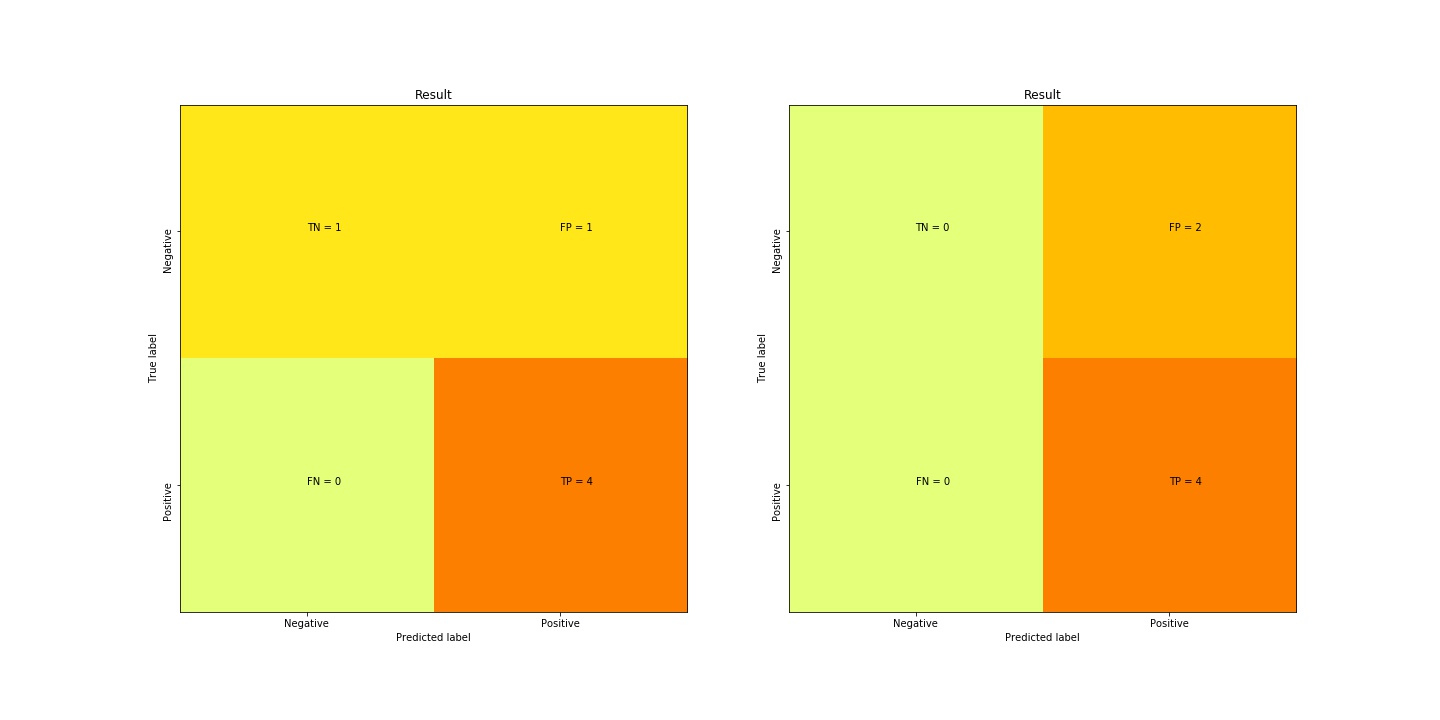 Result
Negative
TN = 1
FP = 1
True label
Positive
FN = 0
TP = 4
Negative
Positive
Predicted label
Result
Negative
TN = 0
FP = 2
True label
Positive
FN = 0
TP = 4
Negative
Positive
Predicted label